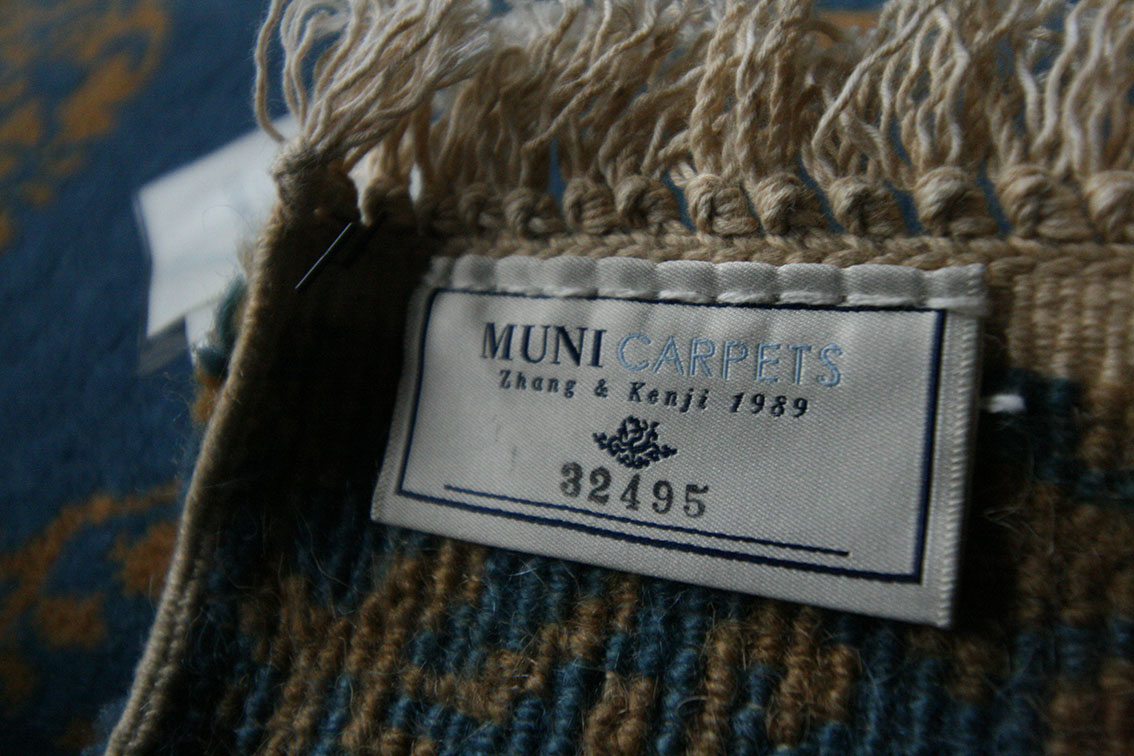 MUNI CARPETS
Zhang & Kenji 1989
32495